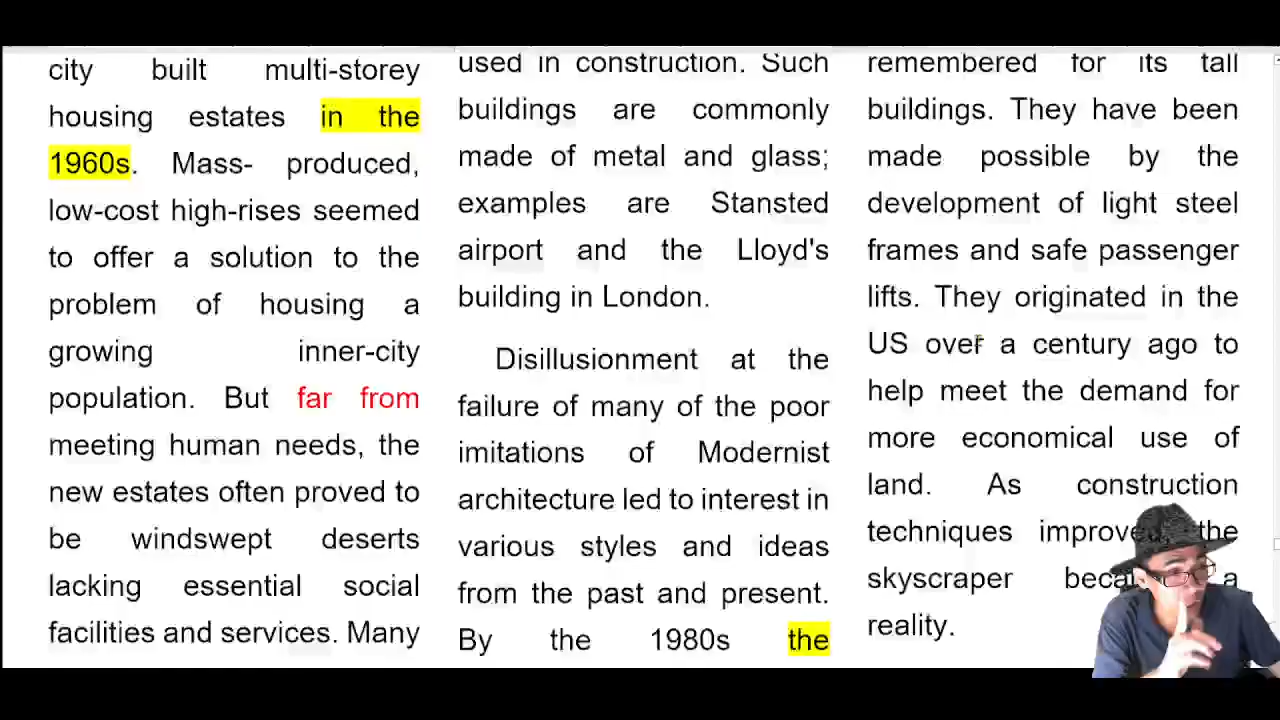 city built multi-storey
housing estates in the
1960s. Mass- produced,
low-cost high-rises seemed
to offer a solution to the
problem of housing a
growing inner-city
population. But far from
meeting human needs, the
new estates often proved to
be windswept deserts
lacking essential social
facilities and services. Many
used in construction. Such
buildings are commonly
made of metal and glass;
examples are Stansted
airport and the Lloyd's
building in London.
Disillusionment at the
failure of many of the poor
imitations of Modernist
architecture led to interest in
various styles and ideas
from the past and present.
By the 1980s the
remembered for its tall
buildings. They have been
made possible by the
development of light steel
frames and safe passenger
lifts. They originated in the
US over a century ago to
help meet the demand for
more economical use of
land. As construction
techniques improved, the
skyscraper became a
reality.